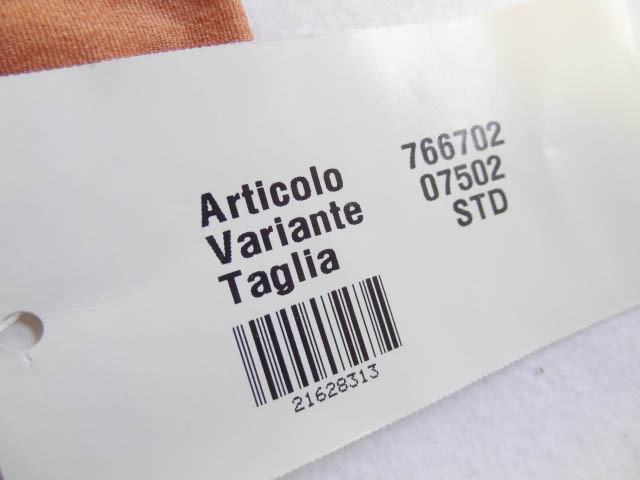 Articolo 766702
Variante 07502
Taglia STD
21628313